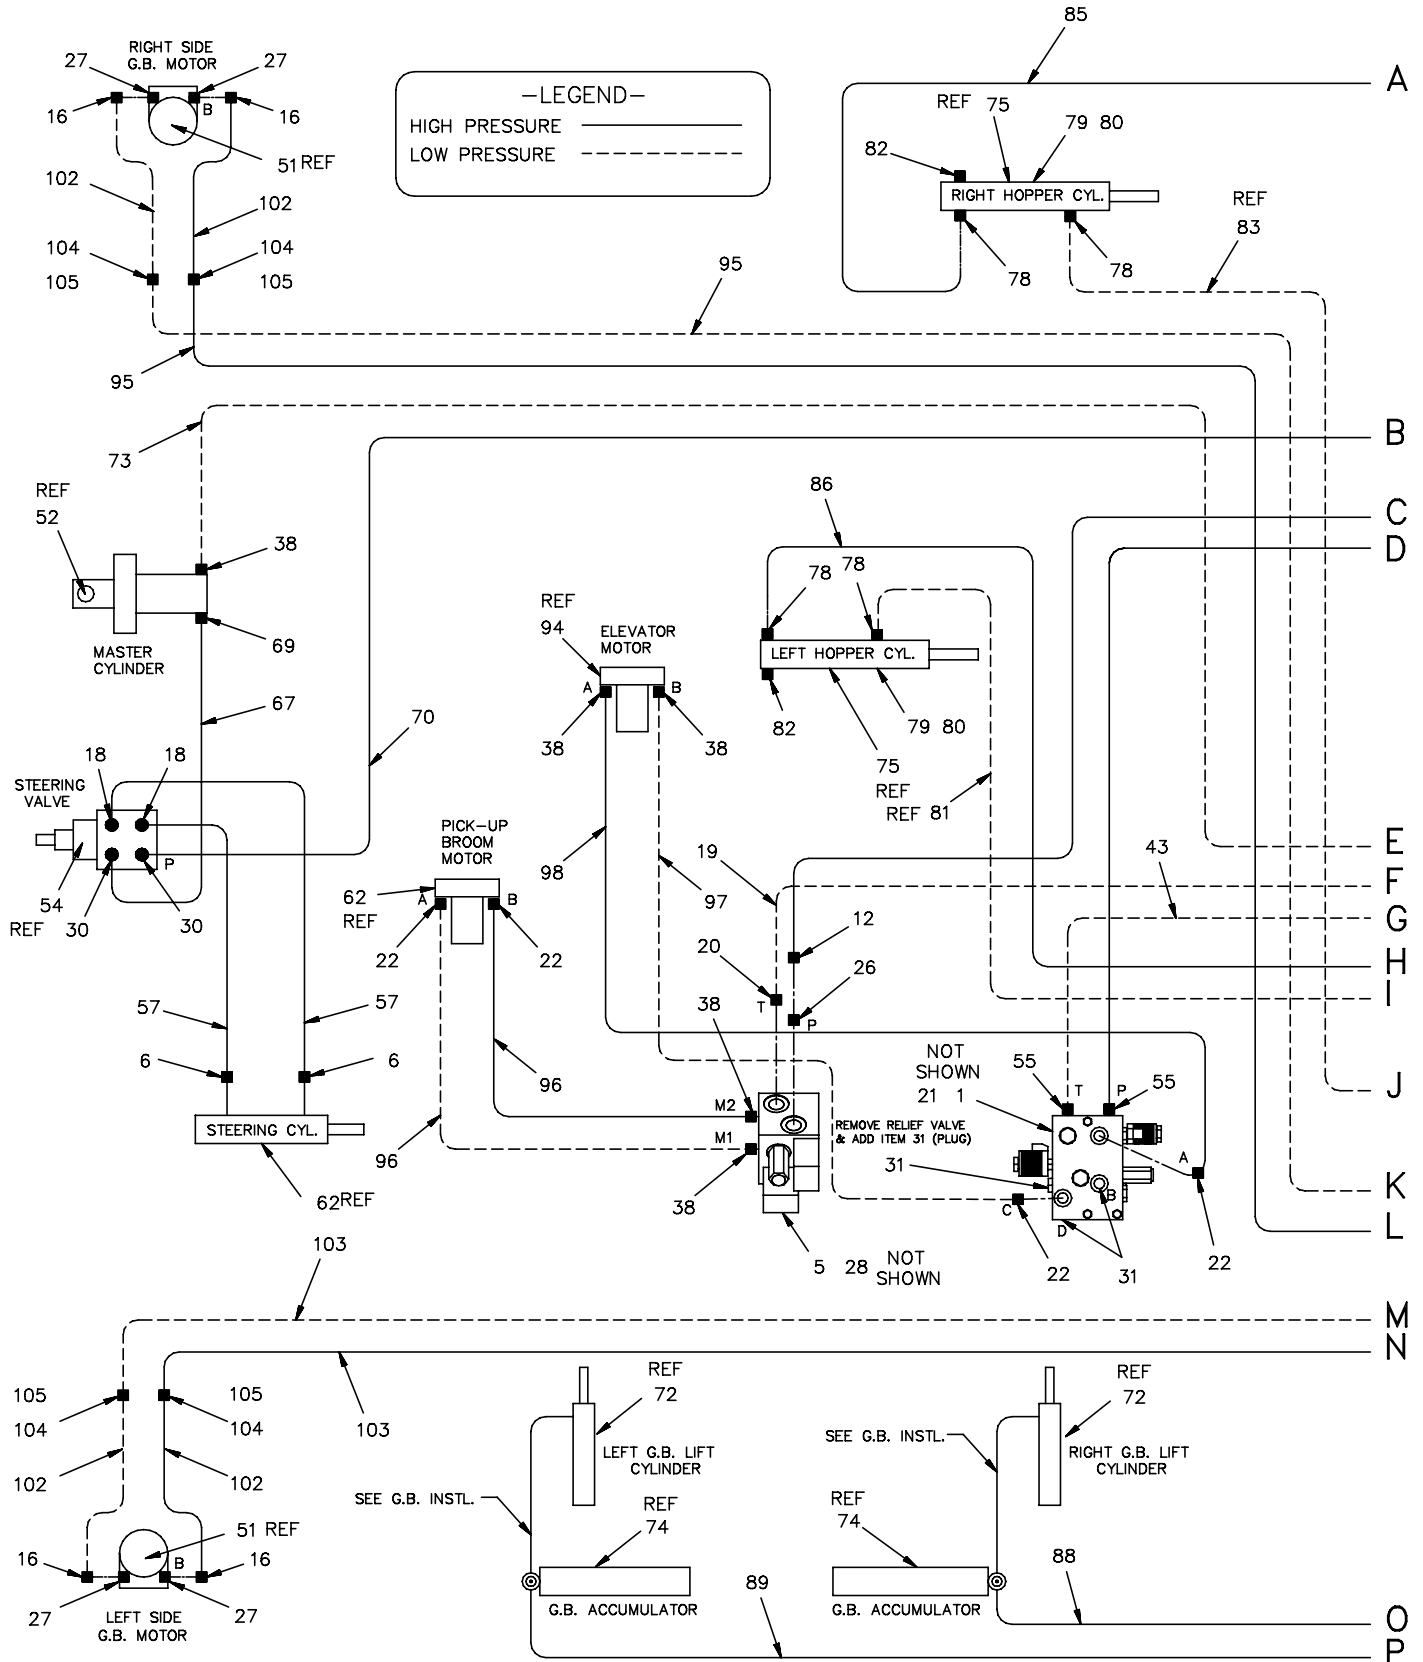 85
RIGHT SIDE
G.B. MOTOR
27
27
A
—LEGEND—
REF 75
79 80
16
B
16
HIGH PRESSURE
LOW PRESSURE
82
51 REF
102
RIGHT HOPPER CYL.
REF
83
102
104
105
104
105
95
78
78
95
73
B
REF
52
86
C
38
D
78
78
REF
94
ELEVATOR
MOTOR
69
MASTER
CYLINDER
LEFT HOPPER CYL.
A
B
67
70
38
38
82
79 80
18
18
75
REF
REF 81
STEERING
VALVE
PICK-UP
BROOM
MOTOR
P
19
43
E
98
F
54
REF
30
30
62
REF
A
B
97
G
22
22
20
12
26
H
57
57
T
P
I
38
6
6
NOT
SHOWN
21 1
55
T
P
55
J
96
M2
M1
REMOVE RELIEF VALVE
& ADD ITEM 31 (PLUG)
STEERING CYL.
96
31
A
62 REF
38
B
K
C
D
L
103
5 28 NOT
SHOWN
22
31
22
M
N
105
104
105
104
103
REF
72
REF
72
SEE G.B. INSTL.
LEFT G.B. LIFT
CYLINDER
RIGHT G.B. LIFT
CYLINDER
102
102
SEE G.B. INSTL.
REF
74
REF
74
51 REF
16
B
16
88
89
27
27
LEFT SIDE
G.B. MOTOR
G.B. ACCUMULATOR
G.B. ACCUMULATOR
O
P